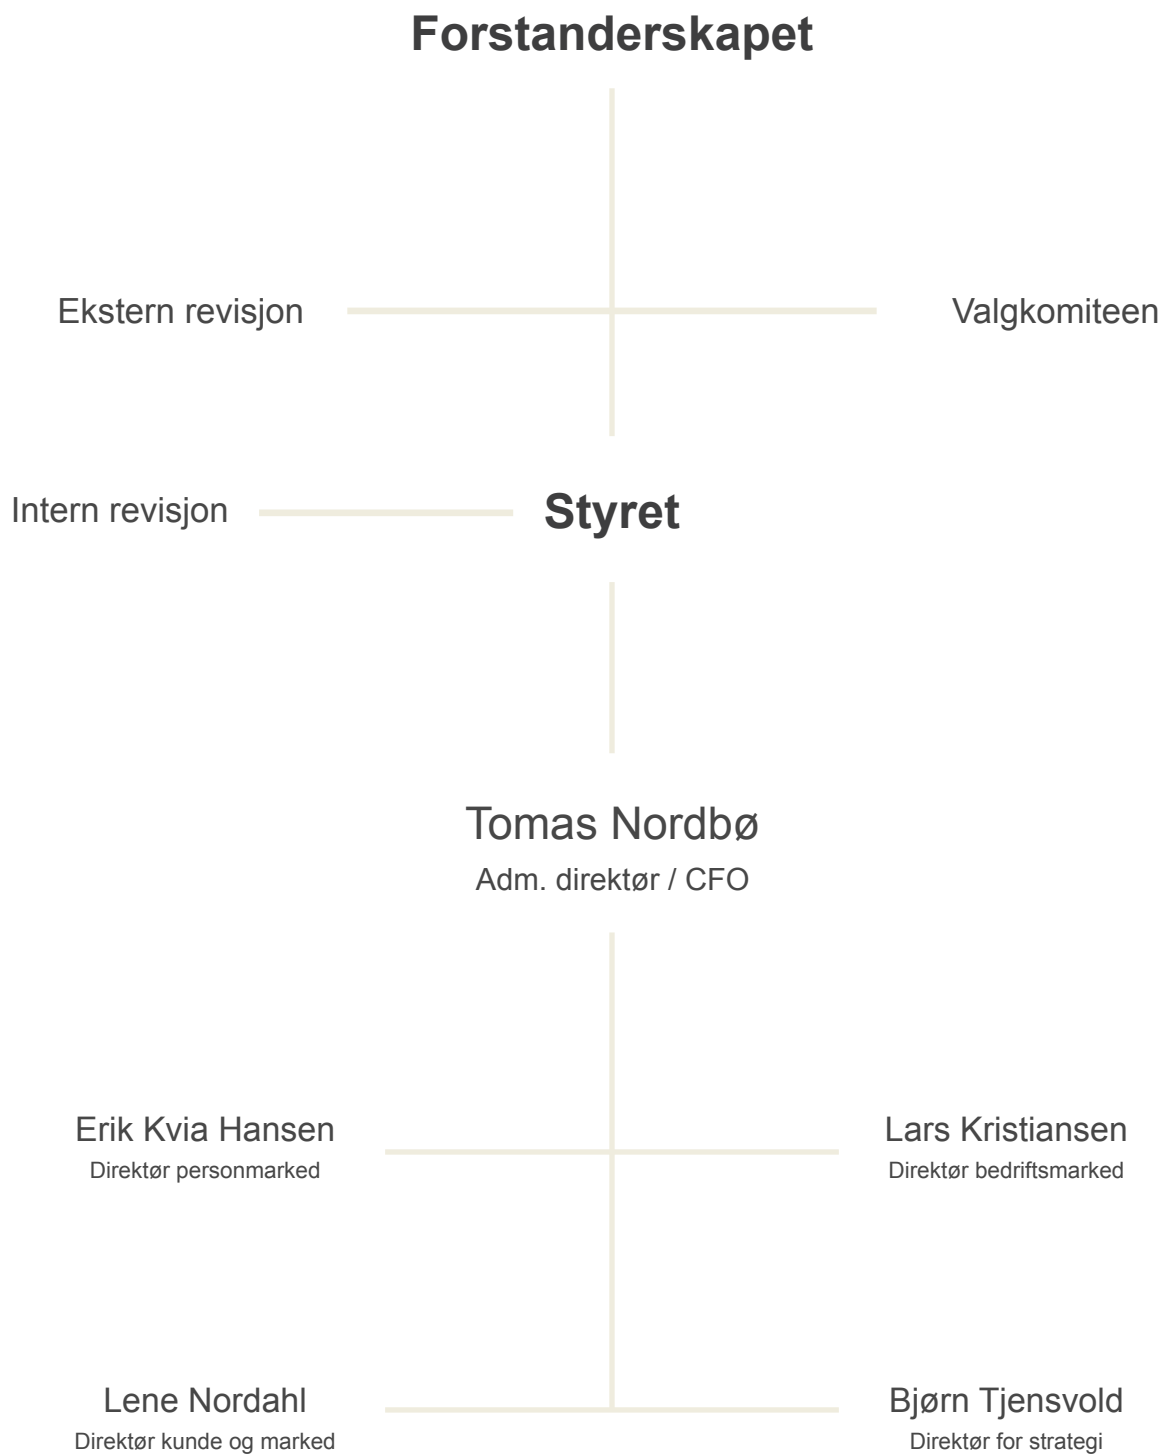 Forstanderskapet
Ekstern revisjon
Valgkomiteen
Intern revisjon
Styret
Tomas Nordbø
Adm. direktør / CFO
Erik Kvia Hansen
Direktør personmarked
Lars Kristiansen
Direktør bedriftsmarked
Lene Nordahl
Direktør kunde og marked
Bjørn Tjensvold
Direktør for strategi